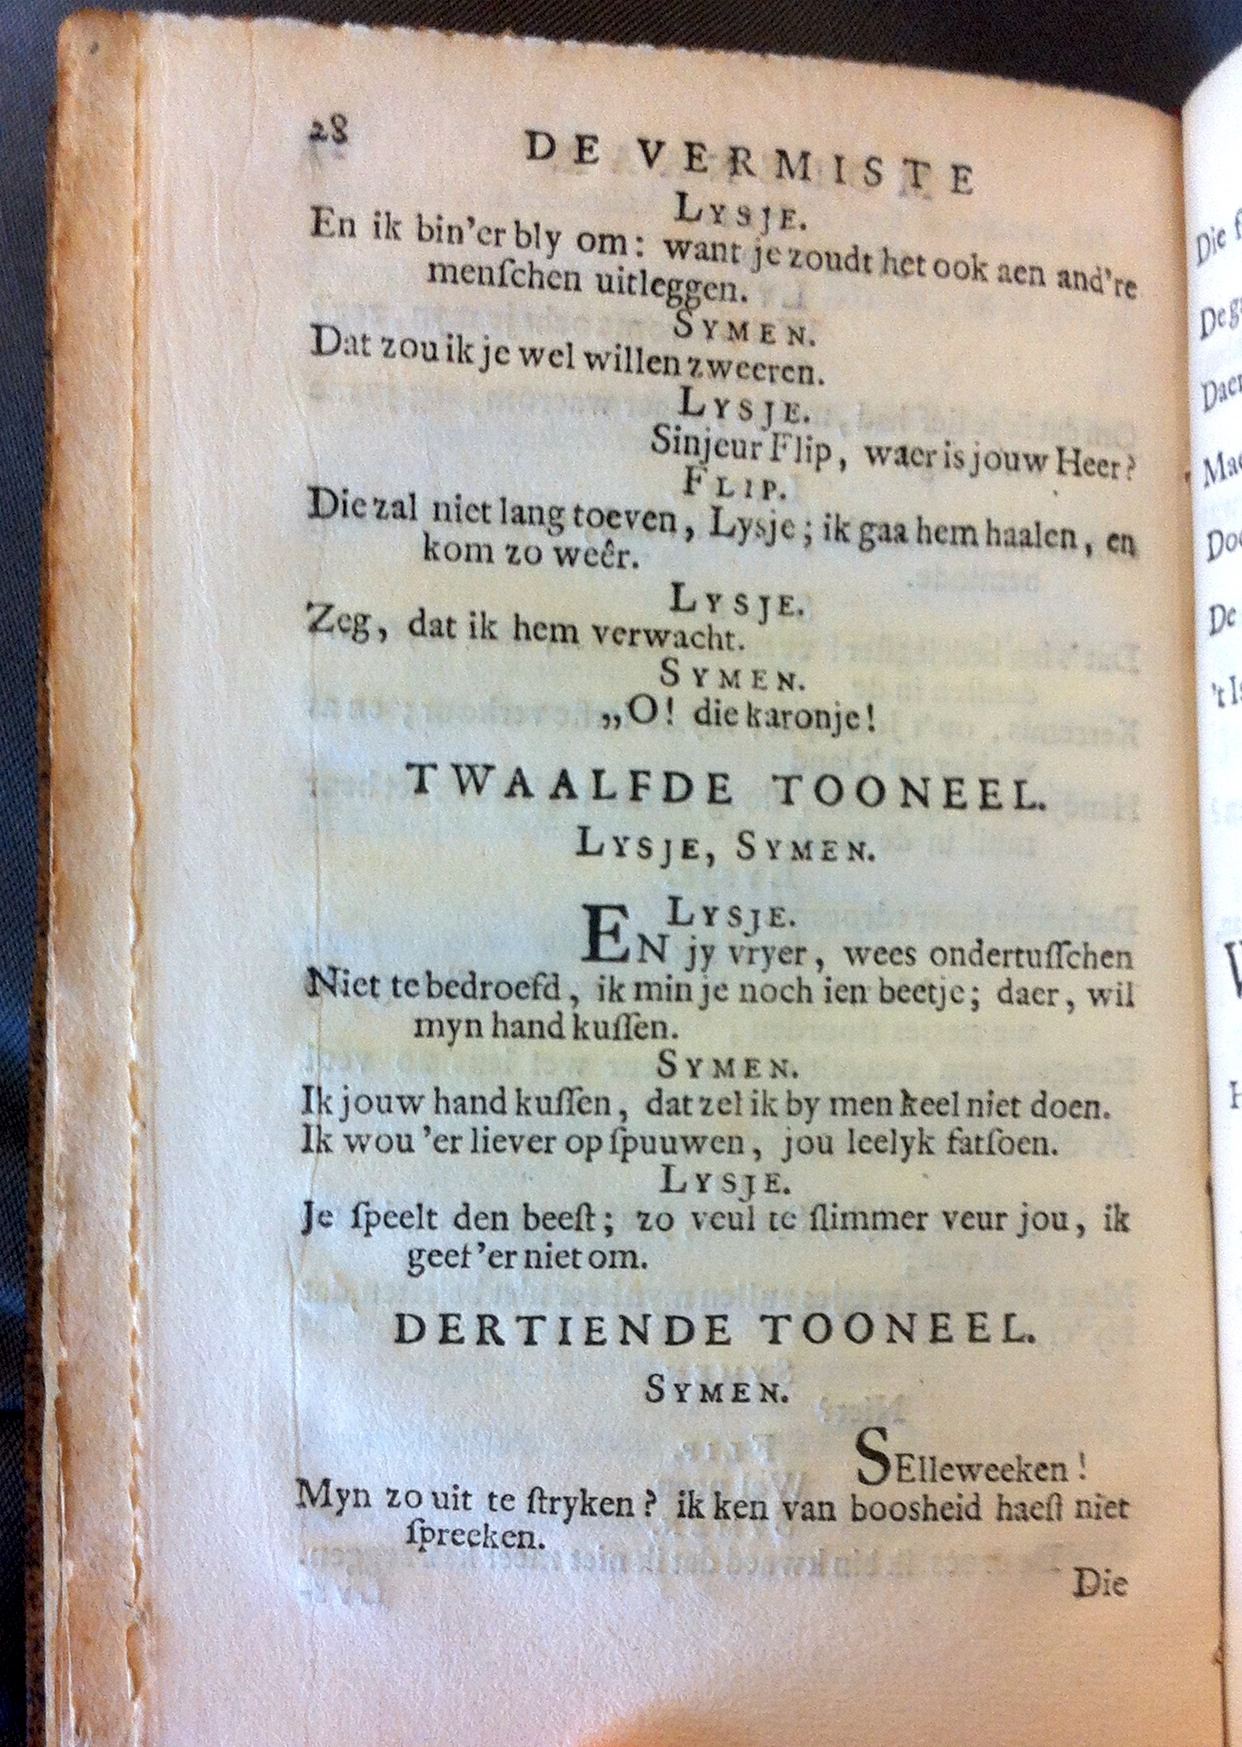 28 DE VERMISTE
LYSJE.
En ik bin'er bly om: want je zoudt het ook aen and're
menſchen uitleggen.
SYMEN.
Dat zou ik je wel willen zweeren.
LYSJE.
Sinjeur Flip, waer is jouw Heer?
FLIP.
Die zal niet lang toeven, Lysje; ik gaa hem haalen, en
kom zo weêr.
LYSJE.
Zeg, dat ik hem verwacht.
SYMEN.
„O! die karonje!
TWAALFDE TOONEEL.
LYSJE, SYMEN.
LYSJE.
EN jy vryer, wees ondertuſſchen
Niet te bedroefd, ik min je noch ien beetje; daer, wil
myn hand kuſſen.
SYMEN.
Ik jouw hand kuſſen, dat zel ik by men keel niet doen.
Ik wou 'er liever op ſpuuwen, jou leelyk fatſoen.
LYSJE.
Je ſpeelt den beeſt; zo veul te ſlimmer veur jou, ik
geef 'er niet om.
DERTIENDE TOONEEL.
SYMEN.
SElleweeken!
Myn zo uit te ſtryken? ik ken van boosheid haeſt niet
ſpreeken.
Die
Die
Daer
De
't Is